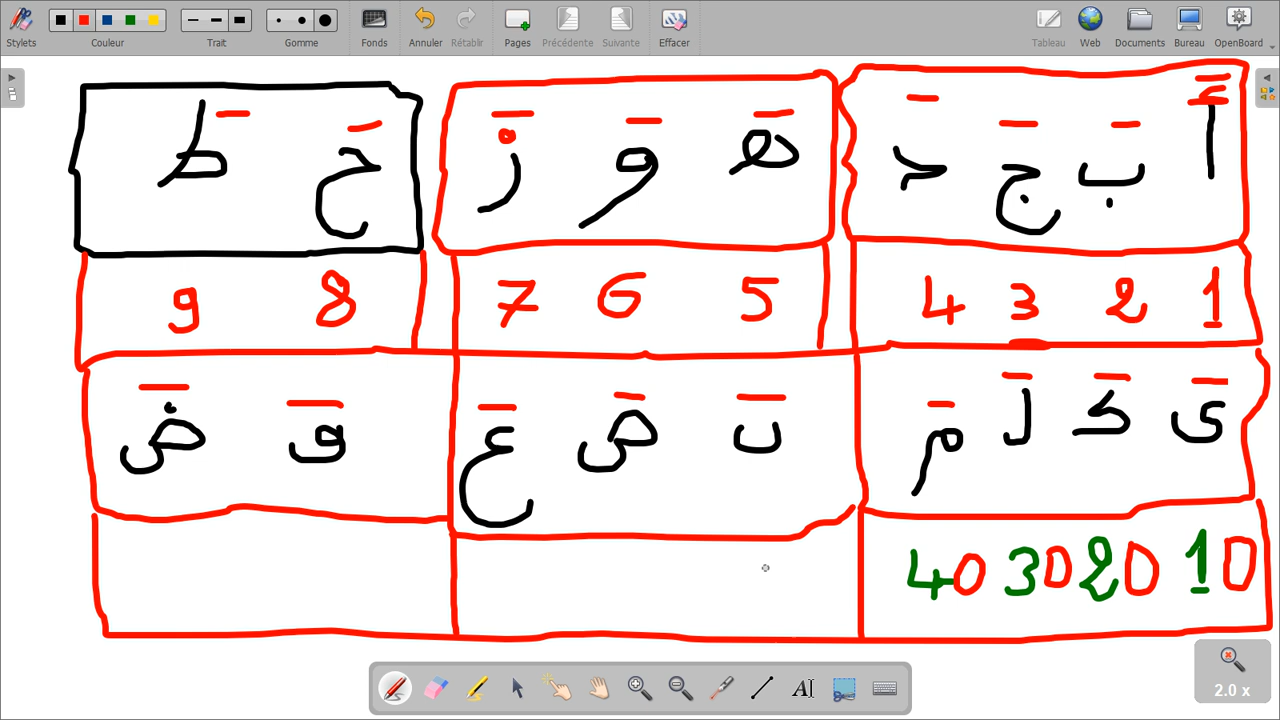 Stylets Couleur Trait Gomme Fonds Annuler Rétablir Pages Précédente Suivante Effacer Tableau Web Documents Bureau OpenBoard
أ ب ج د
ه و ز
ح ط
1 2 3 4
5 6 7
8 9
ى ک ل م
ں ص ع
ٯ ض
10 20 30 40
2.0 x